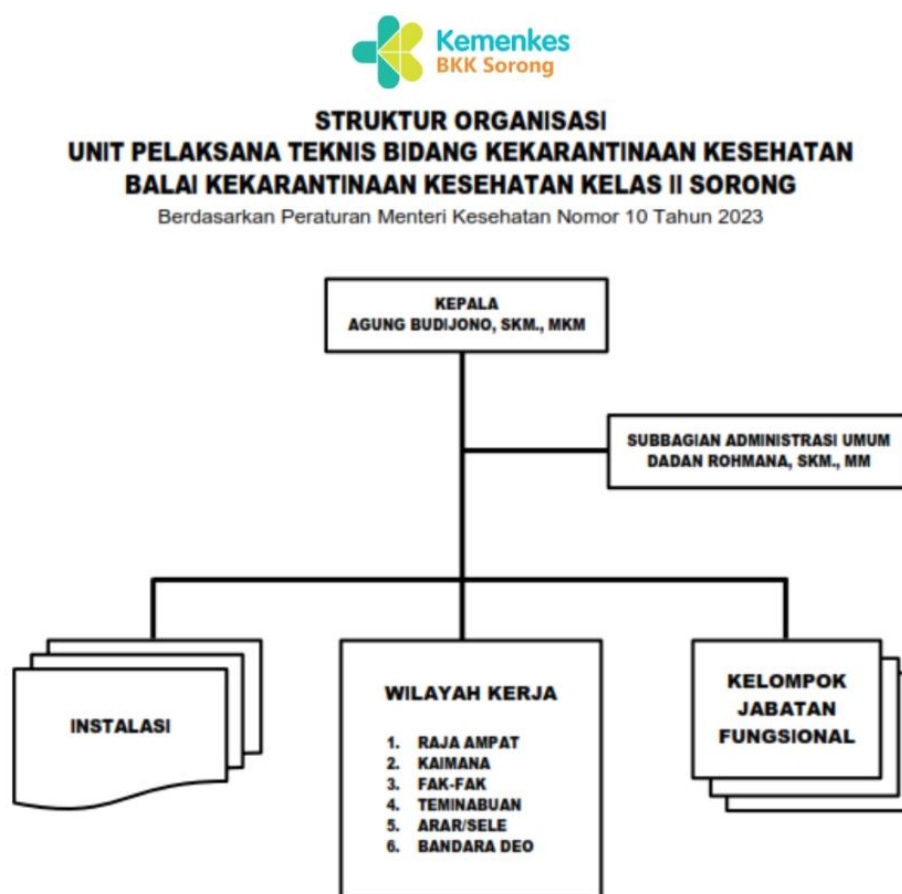 Kemenkes
BKK Sorong
STRUKTUR ORGANISASI
UNIT PELAKSANA TEKNIS BIDANG KEKARANTINAAN KESEHATAN
BALAI KEKARANTINAAN KESEHATAN KELAS II SORONG
Berdasarkan Peraturan Menteri Kesehatan Nomor 10 Tahun 2023
KEPALA
AGUNG BUDIJONO, SKM., MKM
SUBBAGIAN ADMINISTRASI UMUM
DADAN ROHMANA, SKM., MM
INSTALASI
WILAYAH KERJA
1. RAJA AMPAT
2. KAIMANA
3. FAK-FAK
4. TEMINABUAN
5. ARAR/SELE
6. BANDARA DEO
KELOMPOK
JABATAN
FUNGSIONAL